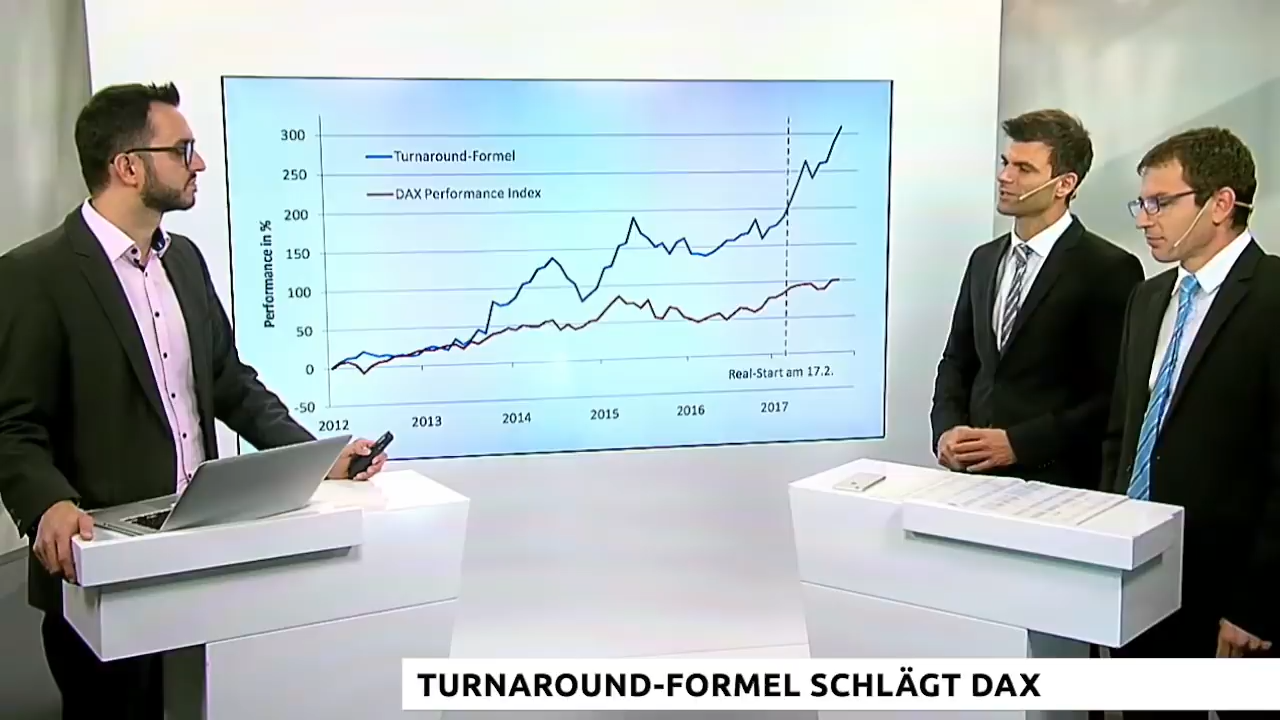 300
Turnaround-Formel
250
DAX Performance Index
200
150
100
50
0
-50
Performance in %
Real-Start am 17.2.
2012
2013
2014
2015
2016
2017
TURNAROUND-FORMEL SCHLÄGT DAX